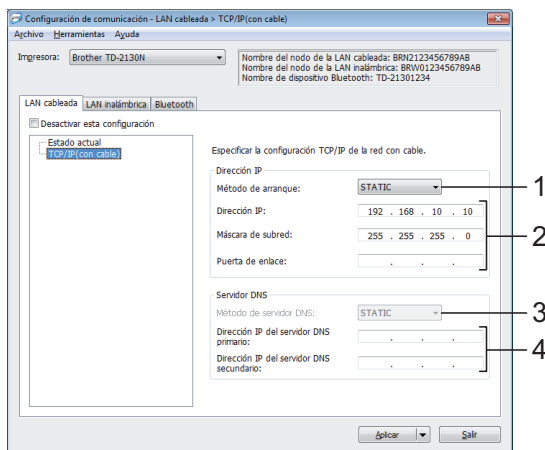 Configuración de comunicación - LAN cableada > TCP/IP(con cable)
Archivo Herramientas Ayuda
Impresora: Brother TD-2130N
Nombre del nodo de la LAN cableada: BRN2123456789AB
Nombre del nodo de la LAN inalámbrica: BRW0123456789AB
Nombre de dispositivo Bluetooth: TD-21301234
LAN cableada LAN inalámbrica Bluetooth
Desactivar esta configuración
Estado actual
TCP/IP(con cable)
Especificar la configuración TCP/IP de la red con cable.
Dirección IP
Método de arranque: STATIC 1
Dirección IP: 192 . 168 . 10 . 10
Máscara de subred: 255 . 255 . 255 . 0 2
Puerta de enlace: . . .
Servidor DNS
Método de servidor DNS: STATIC 3
Dirección IP del servidor DNS
primario: . . .
4
Dirección IP del servidor DNS
secundario: . . .
Aplicar Salir